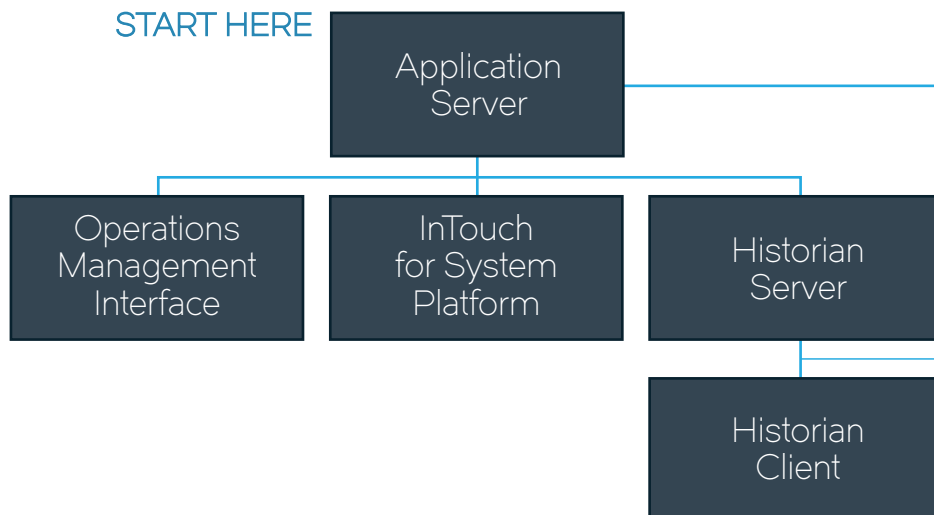 START HERE
Application
Server
Operations
Management
Interface
InTouch
for System
Platform
Historian
Server
Historian
Client